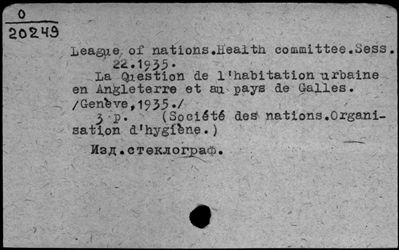 0
20249
League of nations.Health committee.Sess.
22.1935.
La Question de l'habitation urbaine
en Angleterre et au pays de Galles.
/Genève,1935./
3 p. (Société des nations.Organi-
sation d'hygiène.)
Изд.стеклограф.